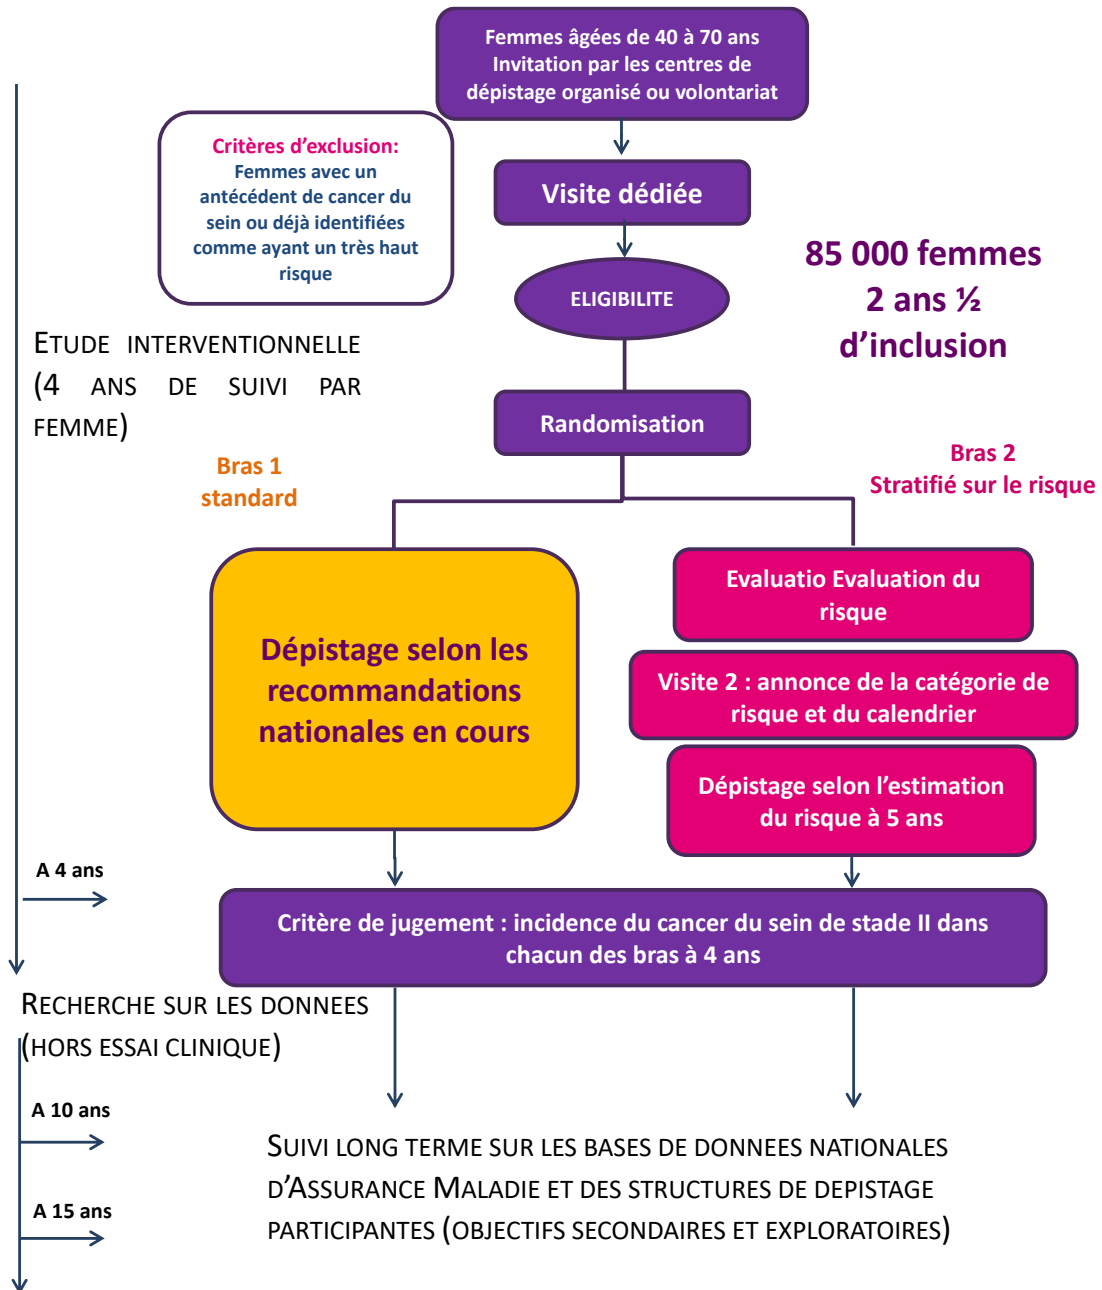 Femmes âgées de 40 à 70 ans
Invitation par les centres de
dépistage organisé ou volontariat
Critères d’exclusion:
Femmes avec un
antécédent de cancer du
sein ou déjà identifiées
comme ayant un très haut
risque
Visite dédiée
ELIGIBILITE
85 000 femmes
2 ans ½
d’inclusion
ETUDE INTERVENTIONNELLE
(4 ANS DE SUIVI PAR
FEMME)
Randomisation
Bras 1
standard
Bras 2
Stratifié sur le risque
Dépistage selon les
recommandations
nationales en cours
Evaluatio Evaluation du
risque
Visite 2 : annonce de la catégorie de
risque et du calendrier
Dépistage selon l’estimation
du risque à 5 ans
A 4 ans
Critère de jugement : incidence du cancer du sein de stade II dans
chacun des bras à 4 ans
RECHERCHE SUR LES DONNEES
(HORS ESSAI CLINIQUE)
A 10 ans
A 15 ans
SUIVI LONG TERME SUR LES BASES DE DONNEES NATIONALES
D’ASSURANCE MALADIE ET DES STRUCTURES DE DEPISTAGE
PARTICIPANTES (OBJECTIFS SECONDAIRES ET EXPLORATOIRES)